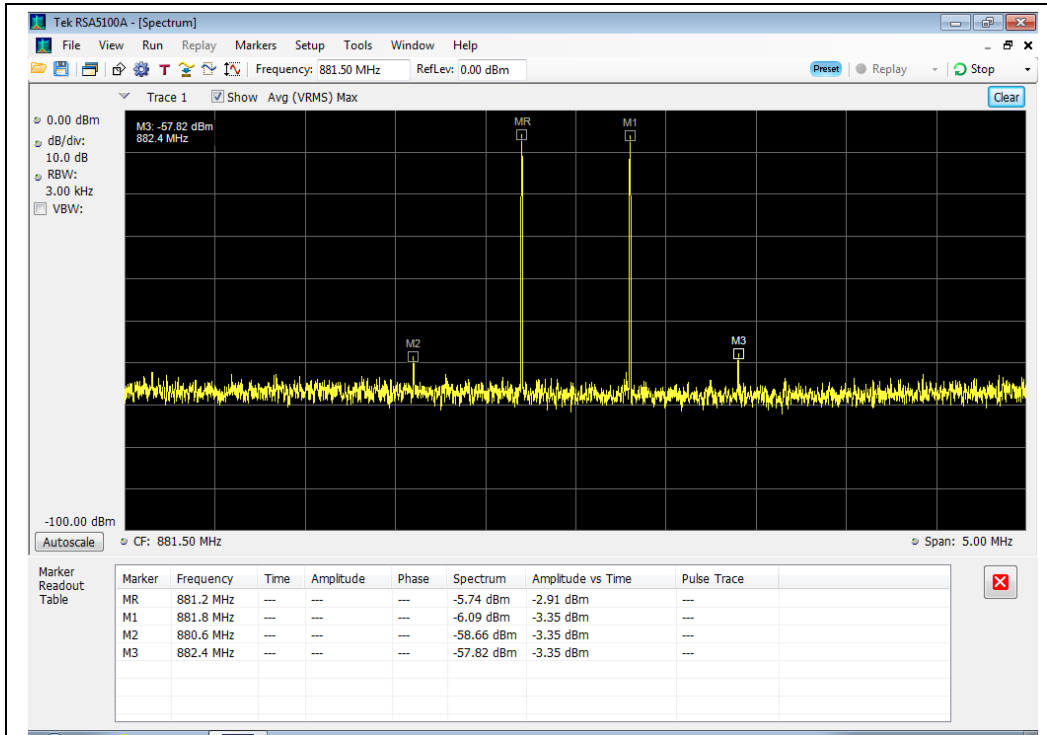 Tek RSA5100A - [Spectrum]
File View Run Replay Markers Setup Tools Window Help
T Frequency: 881.50 MHz RefLev: 0.00 dBm Preset Replay Stop
Trace 1 Show Avg (VRMS) Max Clear
0.00 dBm
dB/div:
10.0 dB
RBW:
3.00 kHz
VBW:
M3: -57.82 dBm
882.4 MHz
MR
M1
M2
M3
-100.00 dBm
Autoscale CF: 881.50 MHz Span: 5.00 MHz
Marker
Readout
Table
Marker Frequency Time Amplitude Phase Spectrum Amplitude vs Time Pulse Trace
MR 881.2 MHz --- --- --- -5.74 dBm -2.91 dBm ---
M1 881.8 MHz --- --- --- -6.09 dBm -3.35 dBm ---
M2 880.6 MHz --- --- --- -58.66 dBm -3.35 dBm ---
M3 882.4 MHz --- --- --- -57.82 dBm -3.35 dBm ---